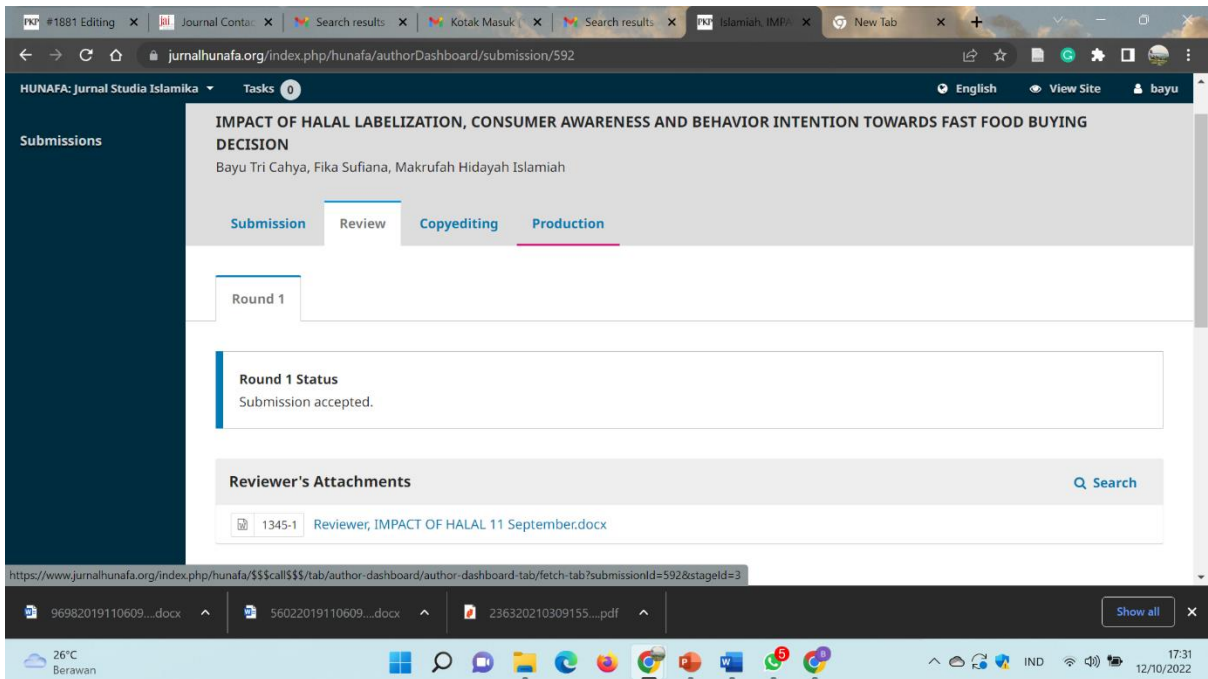 PKP #1881 Editing
jai. Journal Contac
Search results
Kotak Masuk (
Search results
PKP Islamiah, IMPA
New Tab
jurnalhunafa.org/index.php/hunafa/authorDashboard/submission/592
HUNAFA: Jurnal Studia Islamika Tasks 0 English View Site bayu
Submissions
IMPACT OF HALAL LABELIZATION, CONSUMER AWARENESS AND BEHAVIOR INTENTION TOWARDS FAST FOOD BUYING
DECISION
Bayu Tri Cahya, Fika Sufiana, Makrufah Hidayah Islamiah
Submission Review Copyediting Production
Round 1
Round 1 Status
Submission accepted.
Reviewer's Attachments Search
1345-1 Reviewer, IMPACT OF HALAL 11 September.docx
https://www.jurnalhunafa.org/index.php/hunafa/$$$call$$$/tab/author-dashboard/author-dashboard-tab/fetch-tab?submissionId=592&stageId=3
96982019110609....docx 56022019110609....docx 236320210309155....pdf Show all
26°C
Berawan
5
IND
17:31
12/10/2022